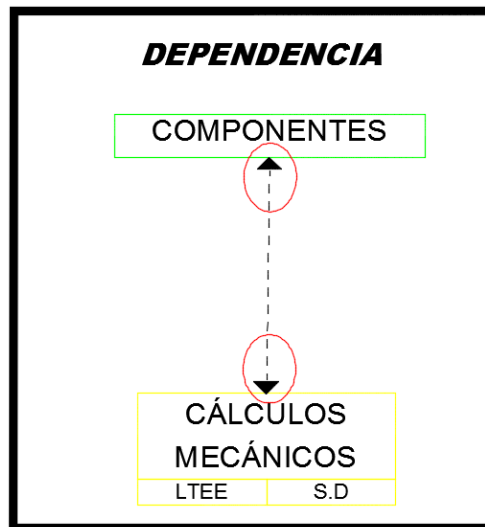 DEPENDENCIA
COMPONENTES
CÁLCULOS
MECÁNICOS
LTEE S.D